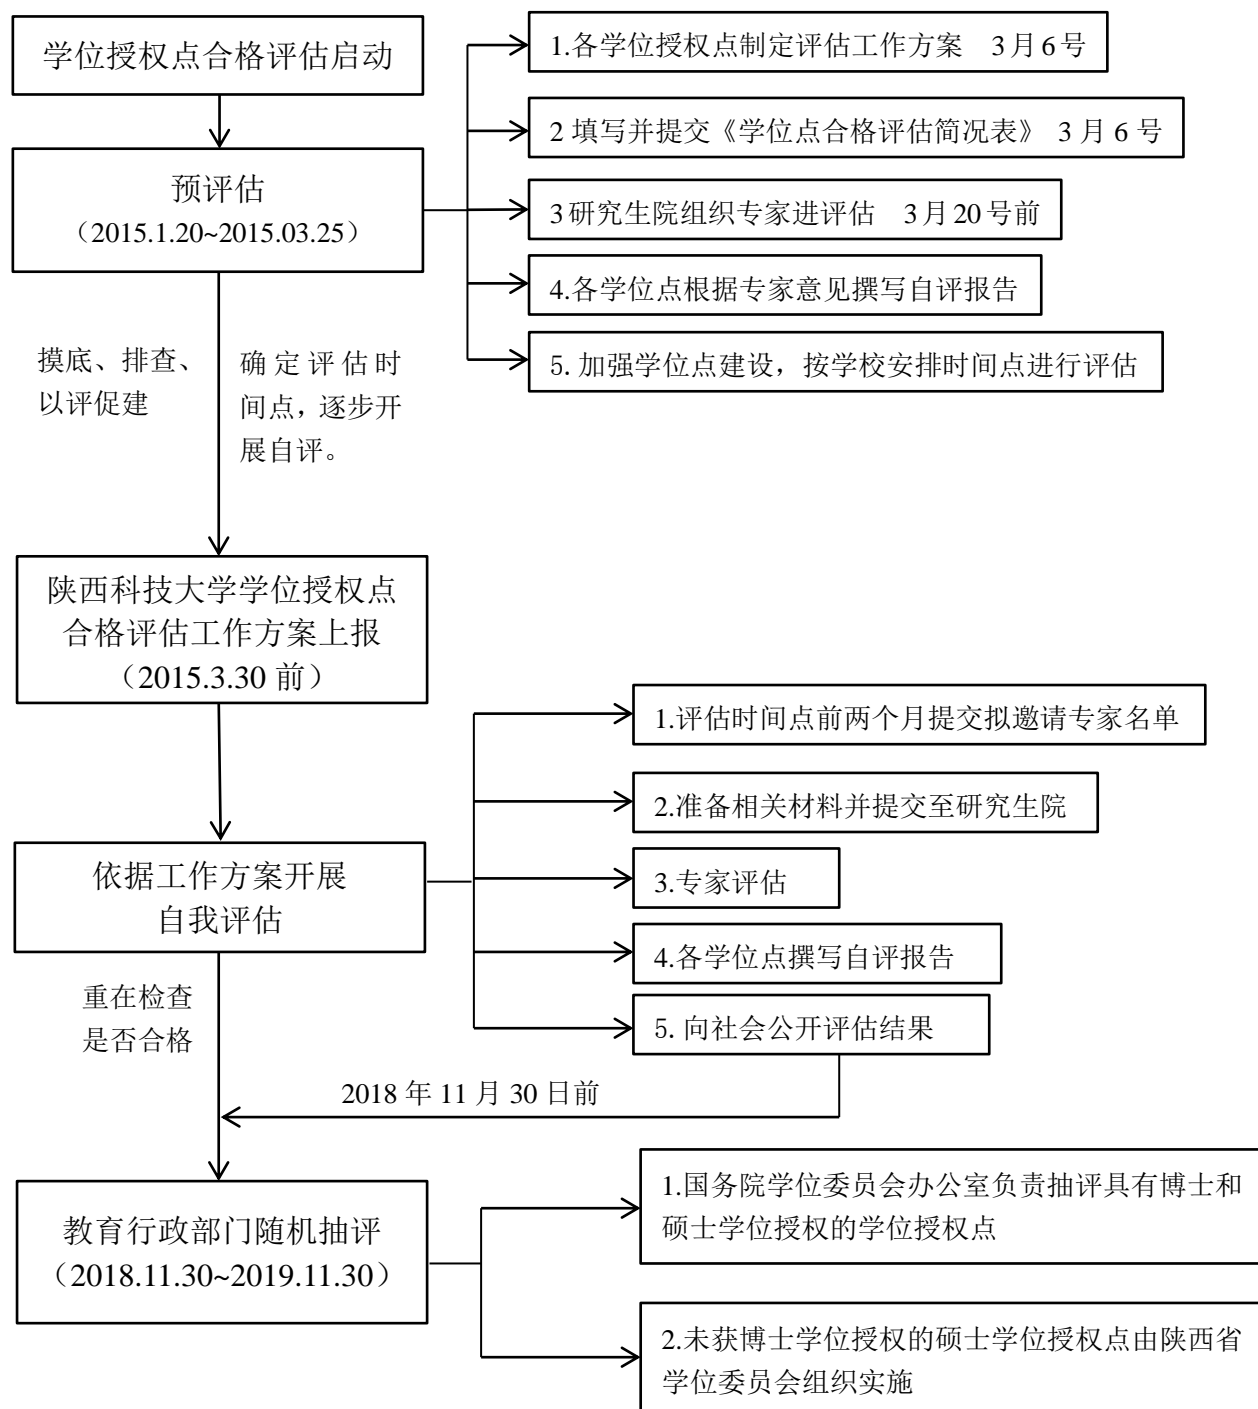 学位授权点合格评估启动
1.各学位授权点制定评估工作方案 3月6号
2 填写并提交《学位点合格评估简况表》 3 月 6 号
预评估
（2015.1.20~2015.03.25）
3研究生院组织专家进评估 3月20号前
4.各学位点根据专家意见撰写自评报告
5. 加强学位点建设，按学校安排时间点进行评估
摸底、排查、
以评促建
确定评估时
间点，逐步开
展自评。
陕西科技大学学位授权点
合格评估工作方案上报
（2015.3.30 前）
1.评估时间点前两个月提交拟邀请专家名单
2.准备相关材料并提交至研究生院
依据工作方案开展
自我评估
3.专家评估
4.各学位点撰写自评报告
5. 向社会公开评估结果
重在检查
是否合格
2018 年 11 月 30 日前
教育行政部门随机抽评
（2018.11.30~2019.11.30）
1.国务院学位委员会办公室负责抽评具有博士和
硕士学位授权的学位授权点
2.未获博士学位授权的硕士学位授权点由陕西省
学位委员会组织实施